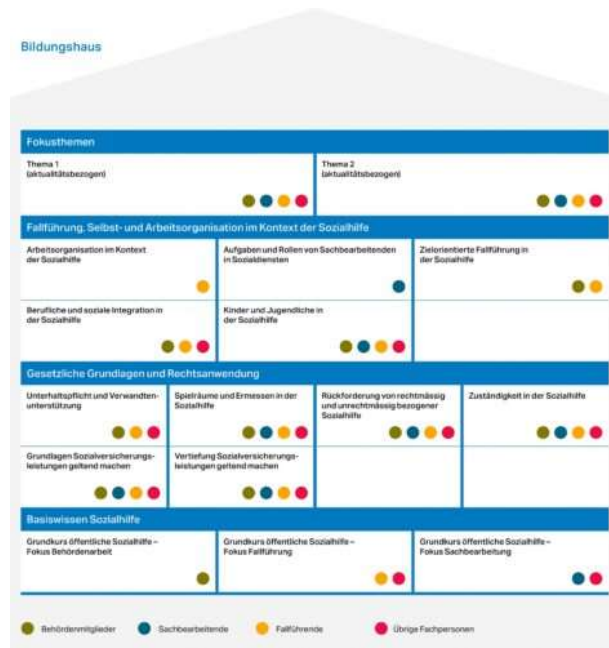 Bildungshaus
Fokusthemen
Thema 1
(aktualitätsbezogen)
Thema 2
(aktualitätsbezogen)
Fallführung, Selbst- und Arbeitsorganisation im Kontext der Sozialhilfe
Arbeitsorganisation im Kontext
der Sozialhilfe
Aufgaben und Rollen von Sachbearbeitenden
in Sozialdiensten
Zielorientierte Fallführung in
der Sozialhilfe
Berufliche und soziale Integration in
der Sozialhilfe
Kinder und Jugendliche in
der Sozialhilfe
Gesetzliche Grundlagen und Rechtsanwendung
Unterhaltspflicht und Verwandten-
unterstützung
Spielräume und Ermessen in der
Sozialhilfe
Rückforderung von rechtmässig
und unrechtmässig bezogener
Sozialhilfe
Zuständigkeit in der Sozialhilfe
Grundlagen Sozialversicherungs-
leistungen geltend machen
Vertiefung Sozialversicherungs-
leistungen geltend machen
Basiswissen Sozialhilfe
Grundkurs öffentliche Sozialhilfe –
Fokus Behördenarbeit
Grundkurs öffentliche Sozialhilfe –
Fokus Fallführung
Grundkurs öffentliche Sozialhilfe –
Fokus Sachbearbeitung
Behördenmitglieder
Sachbearbeitende
Fallführende
Übrige Fachpersonen